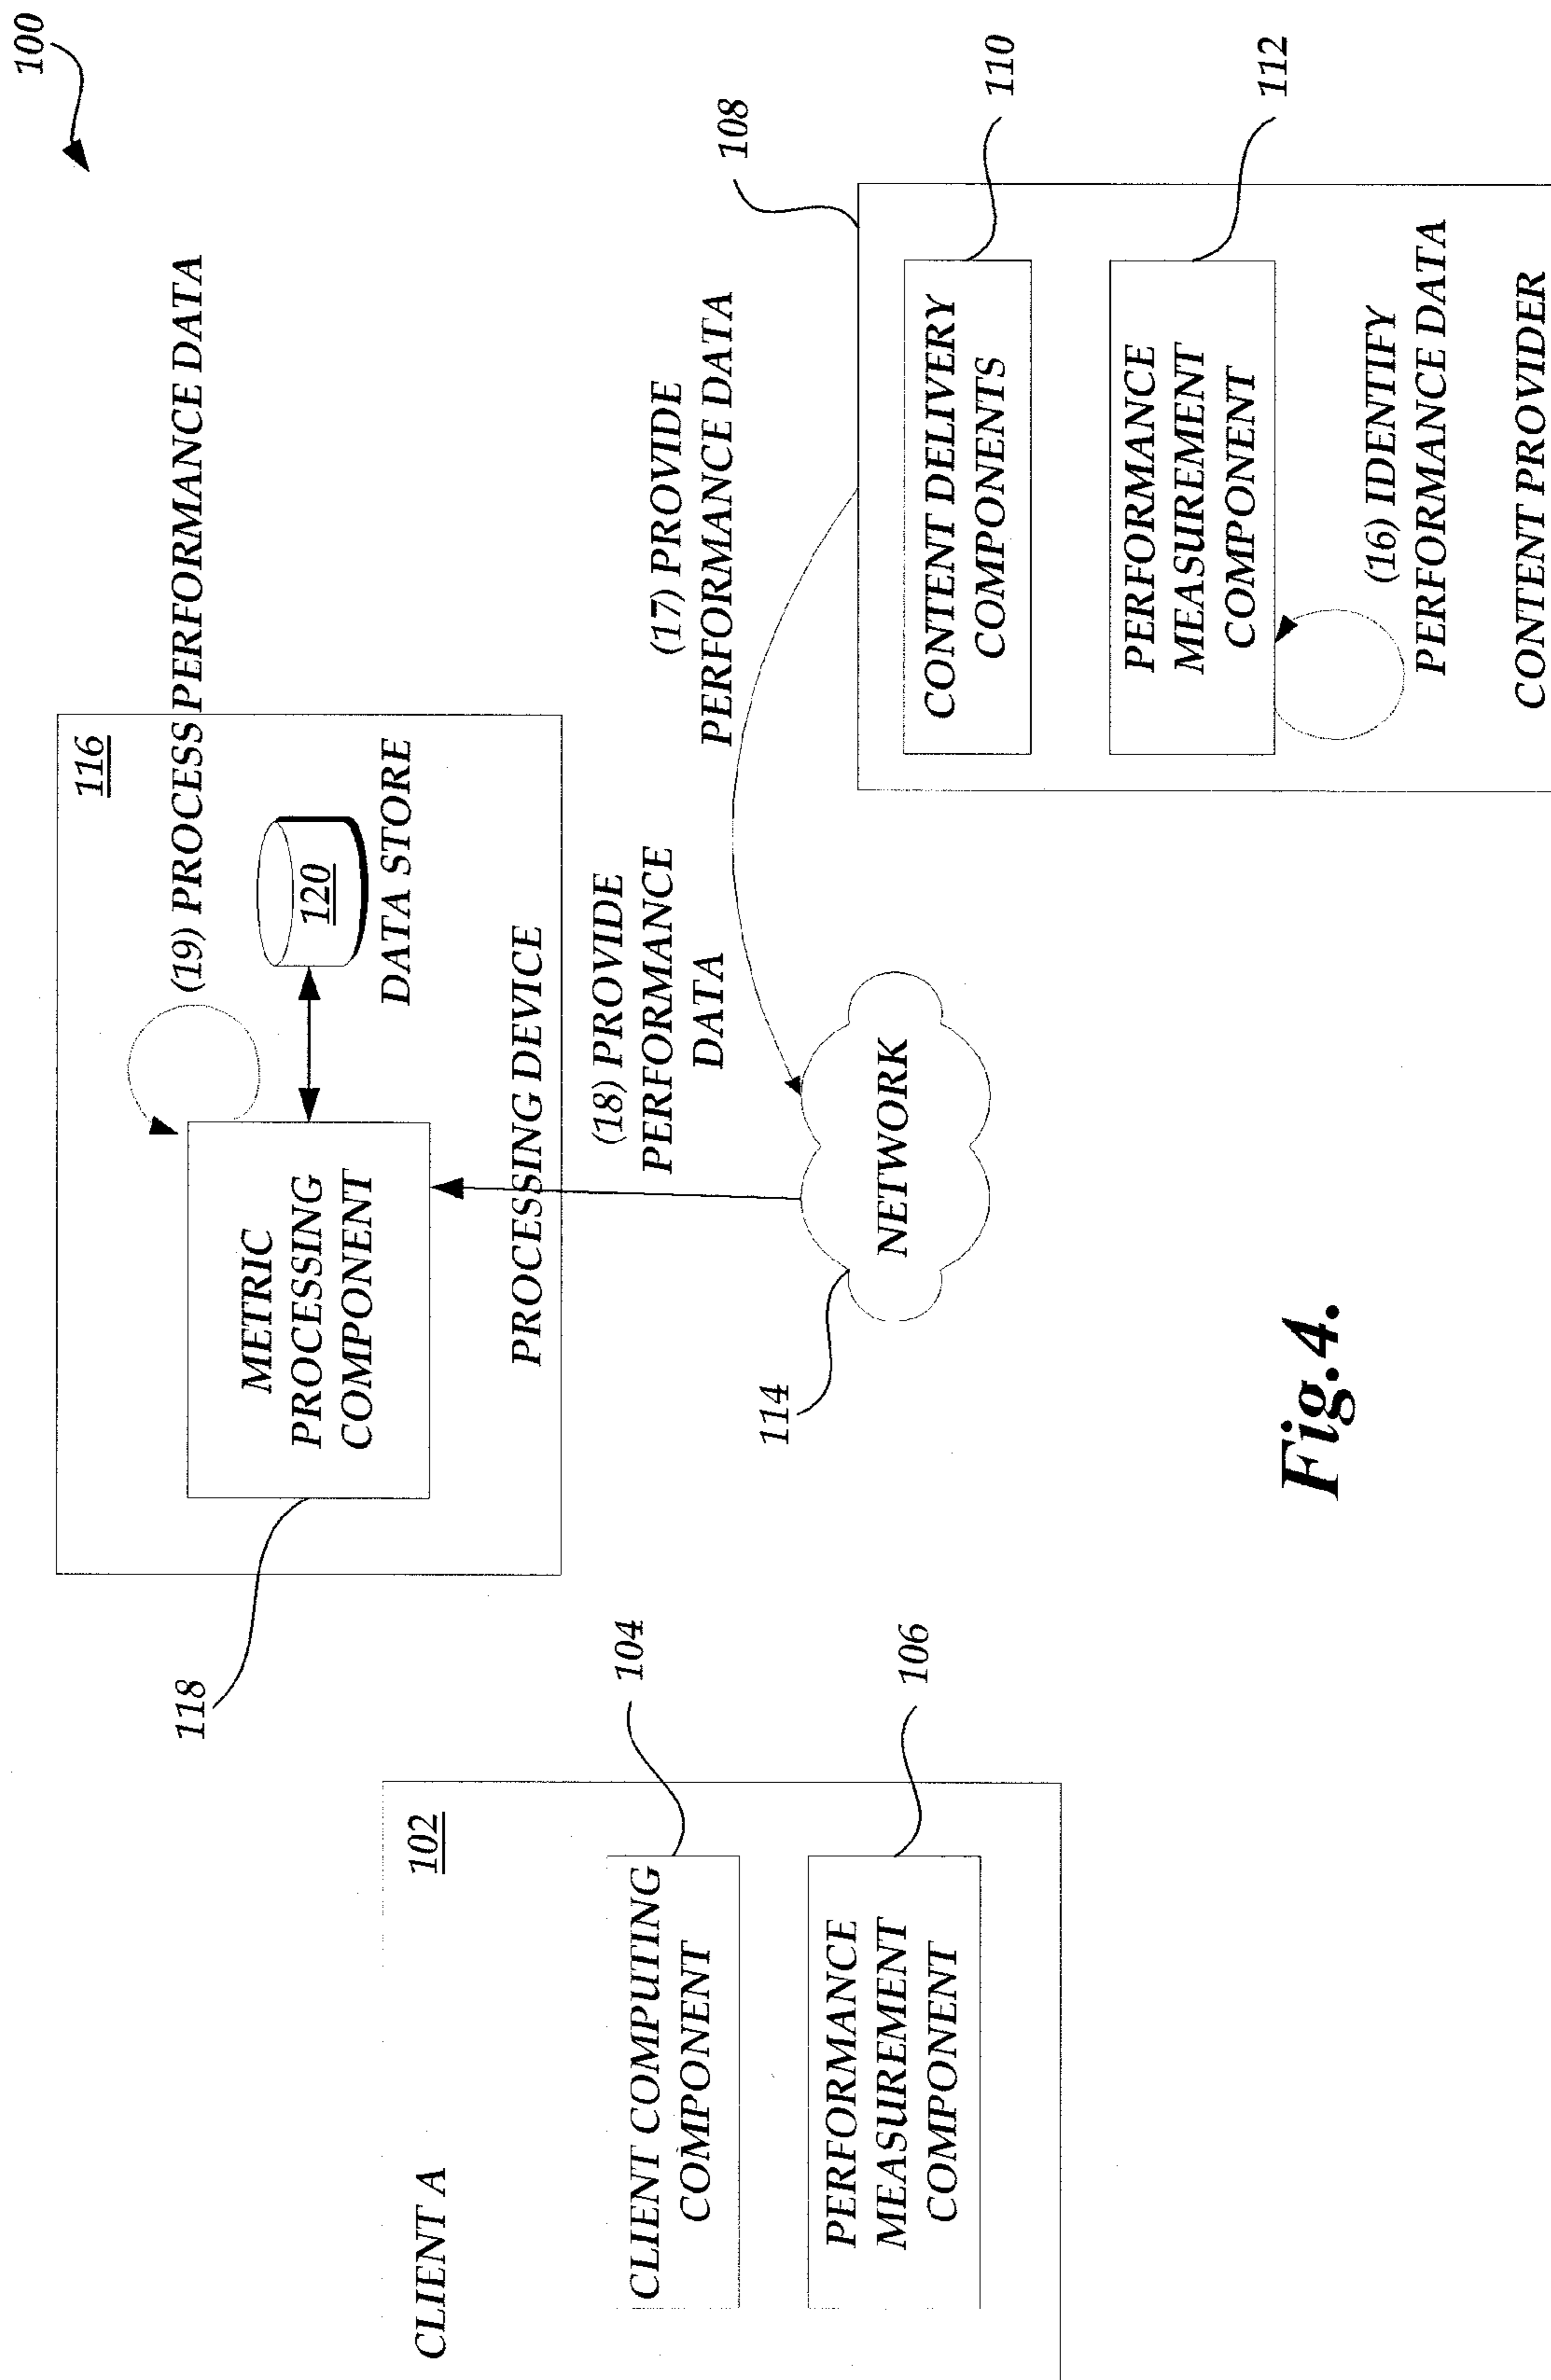 100
116
(19) PROCESS PERFORMANCE DATA
METRIC
PROCESSING
COMPONENT
120
DATA STORE
PROCESSING DEVICE
118
CLIENT A
102
CLIENT COMPUTING
COMPONENT
104
PERFORMANCE
MEASUREMENT
COMPONENT
106
(18) PROVIDE
PERFORMANCE
DATA
(17) PROVIDE
PERFORMANCE DATA
NETWORK
114
108
CONTENT DELIVERY
COMPONENTS
110
PERFORMANCE
MEASUREMENT
COMPONENT
112
(16) IDENTIFY
PERFORMANCE DATA
CONTENT PROVIDER
Fig.4.